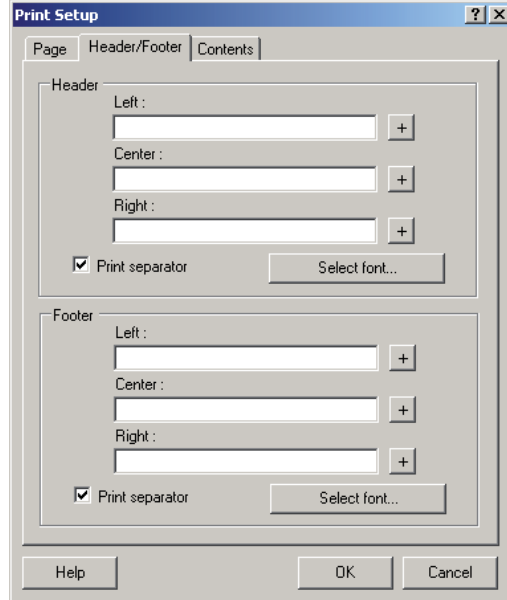 Print Setup
Page Header/Footer Contents
Header
Left :
+
Center :
+
Right :
+
Print separator Select font...
Footer
Left :
+
Center :
+
Right :
+
Print separator Select font...
Help OK Cancel